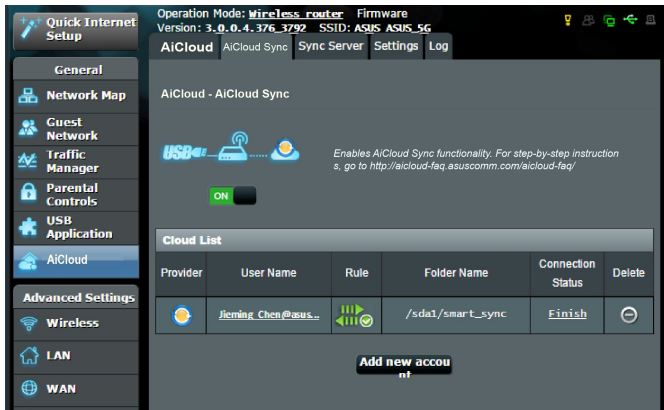 Quick Internet
Setup
General
Network Map
Guest
Network
Traffic
Manager
Parental
Controls
USB
Application
AiCloud
Advanced Settings
Wireless
LAN
WAN
Operation Mode: Wireless router Firmware
Version: 3.0.0.4.376_3792 SSID: ASUS ASUS_5G
AiCloud AiCloud Sync Sync Server Settings Log
AiCloud - AiCloud Sync
USB
Enables AiCloud Sync functionality. For step-by-step instruction
s, go to http://aicloud-faq.asuscomm.com/aicloud-faq/
ON
Cloud List
Provider User Name Rule Folder Name Connection Status Delete
Jieming_Chen@asus... /sda1/smart_sync Finish
Add new accou
nt